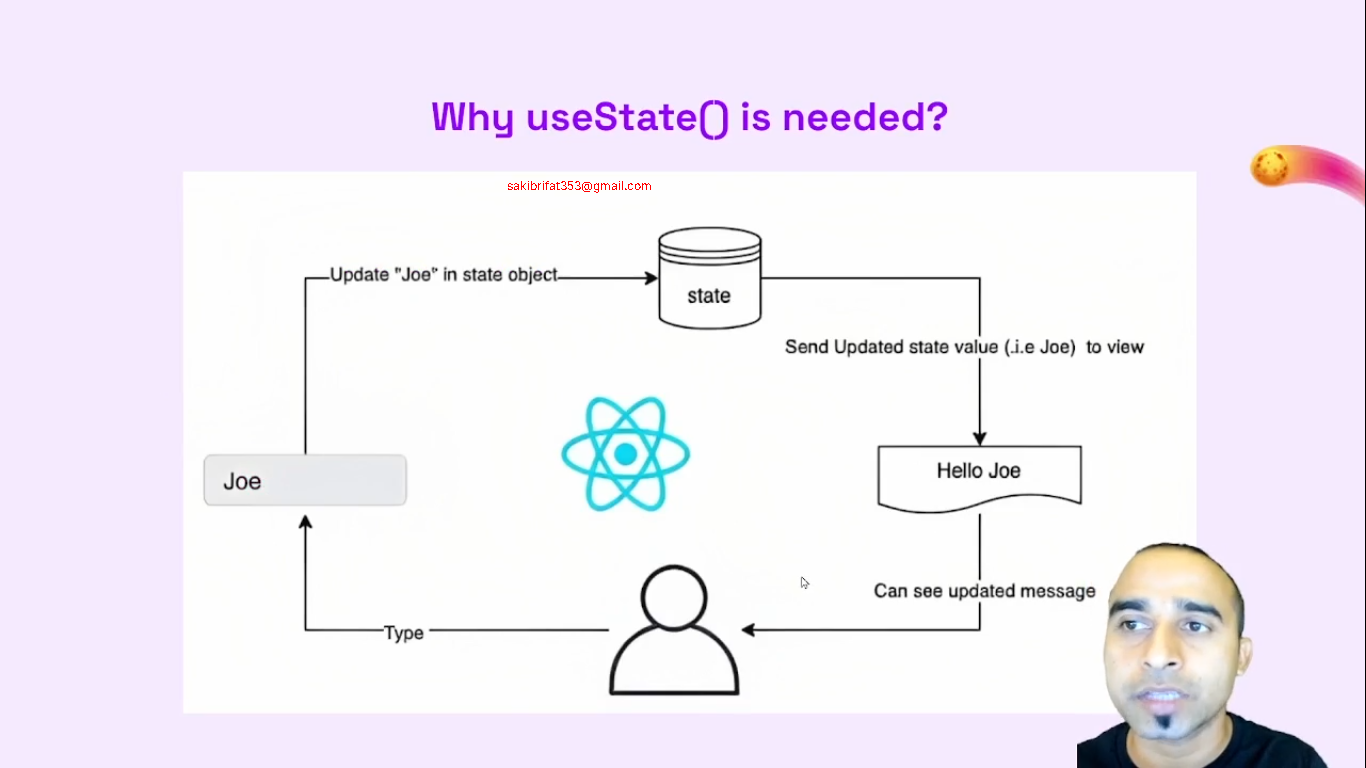 Why useState() is needed?
sakibrifat353@gmail.com
Update "Joe" in state object
state
Send Updated state value (.i.e Joe) to view
Joe
Hello Joe
Can see updated message
Type